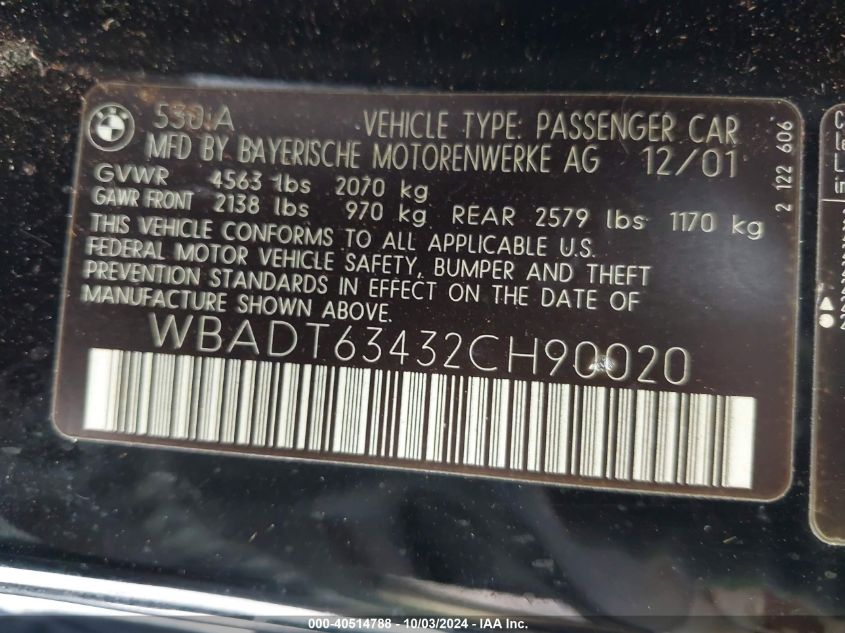 BMW
530iA VEHICLE TYPE: PASSENGER CAR
MFD BY BAYERISCHE MOTORENWERKE AG 12/01
GVWR 4563 lbs 2070 kg
GAWR FRONT 2138 lbs 970 kg REAR 2579 lbs 1170 kg
THIS VEHICLE CONFORMS TO ALL APPLICABLE U.S.
FEDERAL MOTOR VEHICLE SAFETY, BUMPER AND THEFT
PREVENTION STANDARDS IN EFFECT ON THE DATE OF
MANUFACTURE SHOWN ABOVE.
WBADT63432CH90020
2 122 606
000-40514788 - 10/03/2024 - IAA Inc.